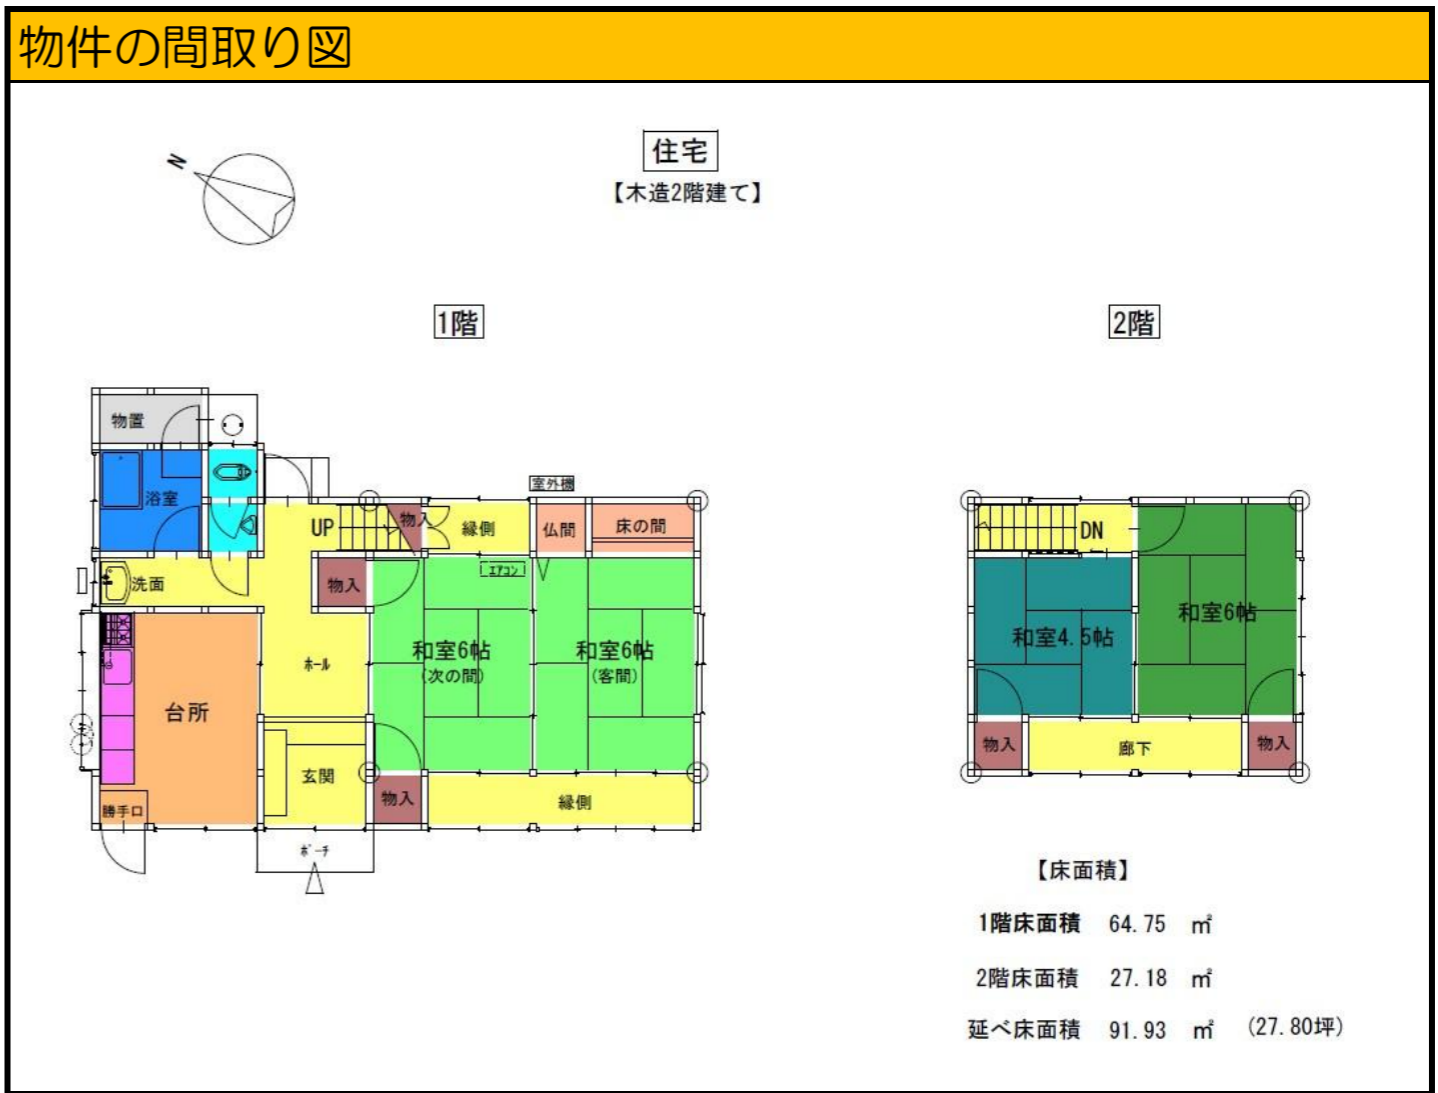 物件の間取り図
N
住宅
【木造2階建て】
1階
2階
物置
浴室
UP
物入
縁側
室外機
仏間
床の間
洗面
物入
エアコン
台所
ホール
和室6帖
(次の間)
和室6帖
(客間)
玄関
物入
縁側
勝手口
ポーチ
DN
和室4.5帖
和室6帖
物入
廊下
物入
【床面積】
1階床面積 64.75 ㎡
2階床面積 27.18 ㎡
延べ床面積 91.93 ㎡ (27.80坪)